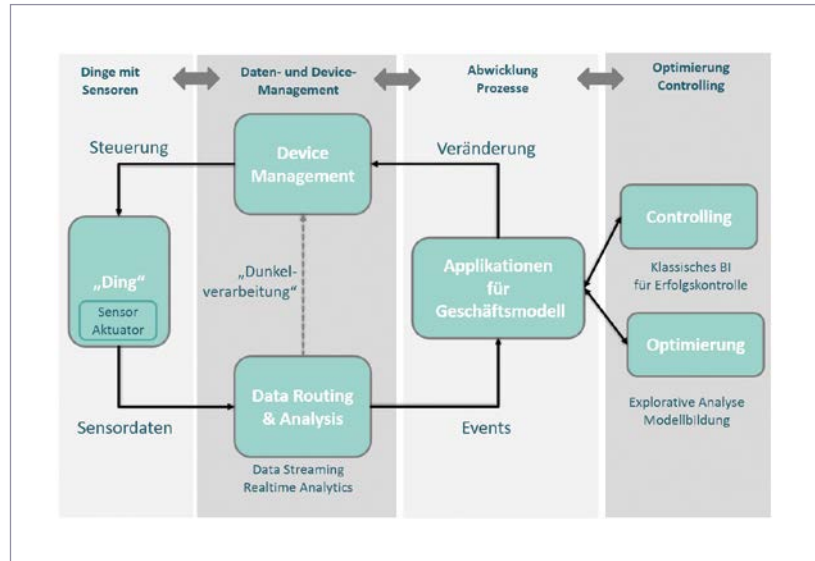 Dinge mit
Sensoren
Daten- und Device-
Management
Abwicklung
Prozesse
Optimierung
Controlling
Steuerung
Device
Management
Veränderung
„Ding“
Sensor
Aktuator
„Dunkel-
verarbeitung“
Applikationen
für
Geschäftsmodell
Controlling
Klassisches BI
für Erfolgskontrolle
Optimierung
Explorative Analyse
Modellbildung
Sensordaten
Data Routing
& Analysis
Events
Data Streaming
Realtime Analytics